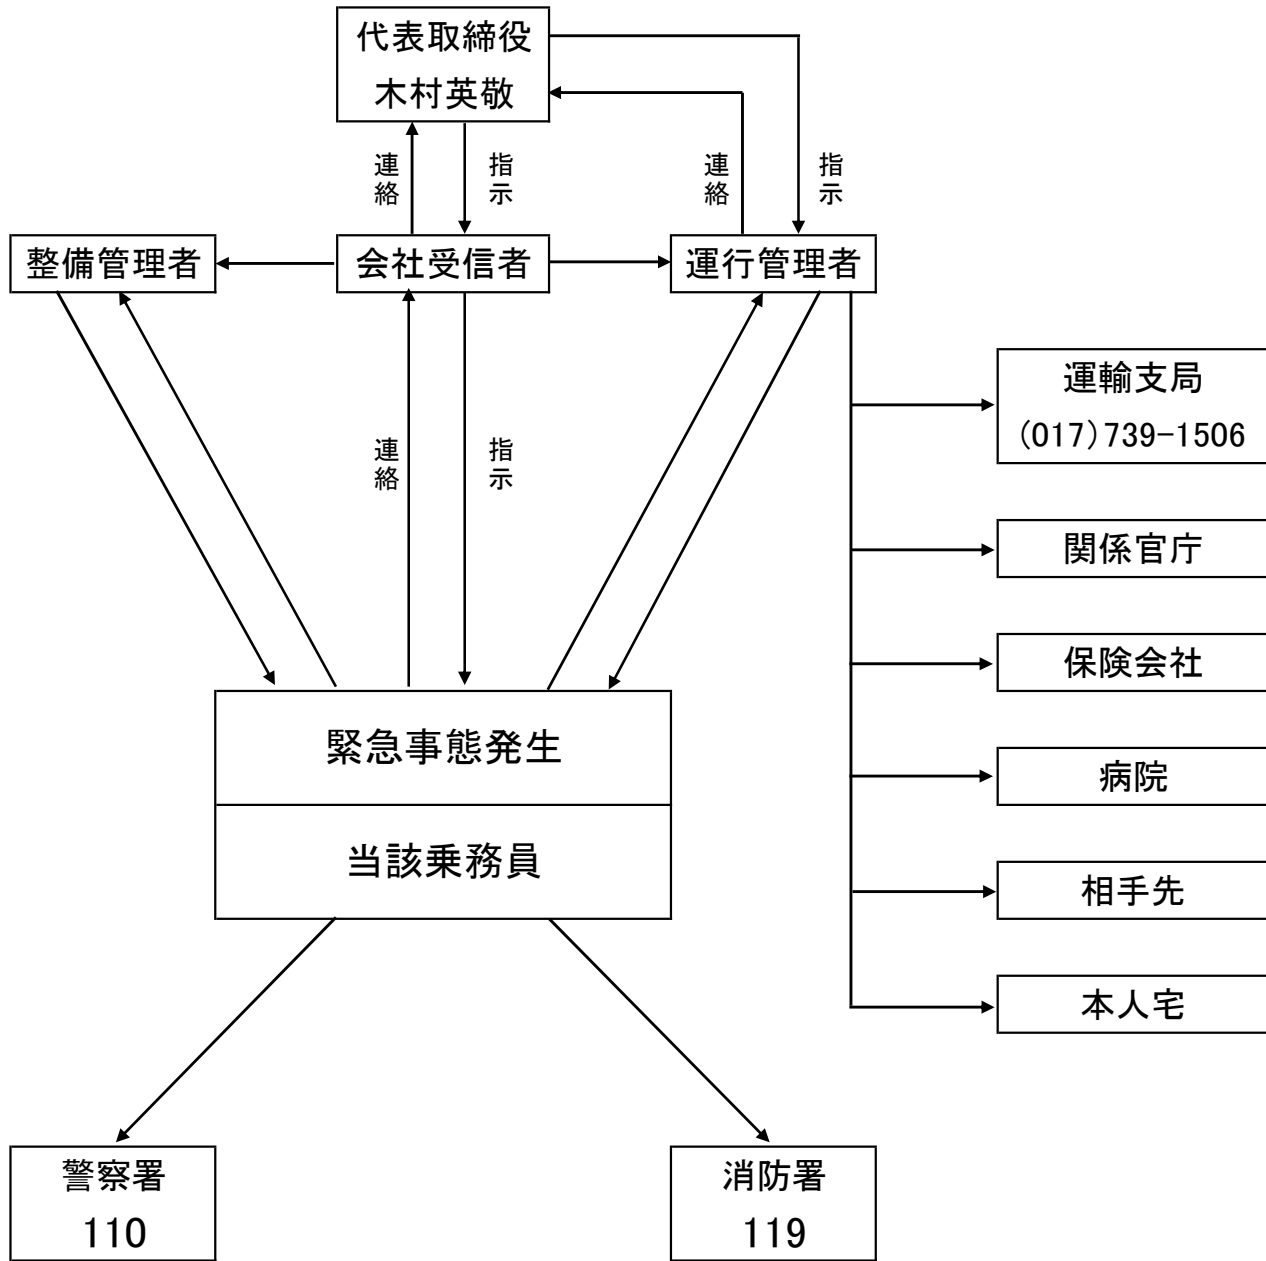 代表取締役
木村英敬
連絡
指示
連絡
指示
整備管理者
会社受信者
運行管理者
運輸支局
(017)739-1506
連絡
指示
関係官庁
保険会社
緊急事態発生
病院
当該乗務員
相手先
本人宅
警察署
110
消防署
119